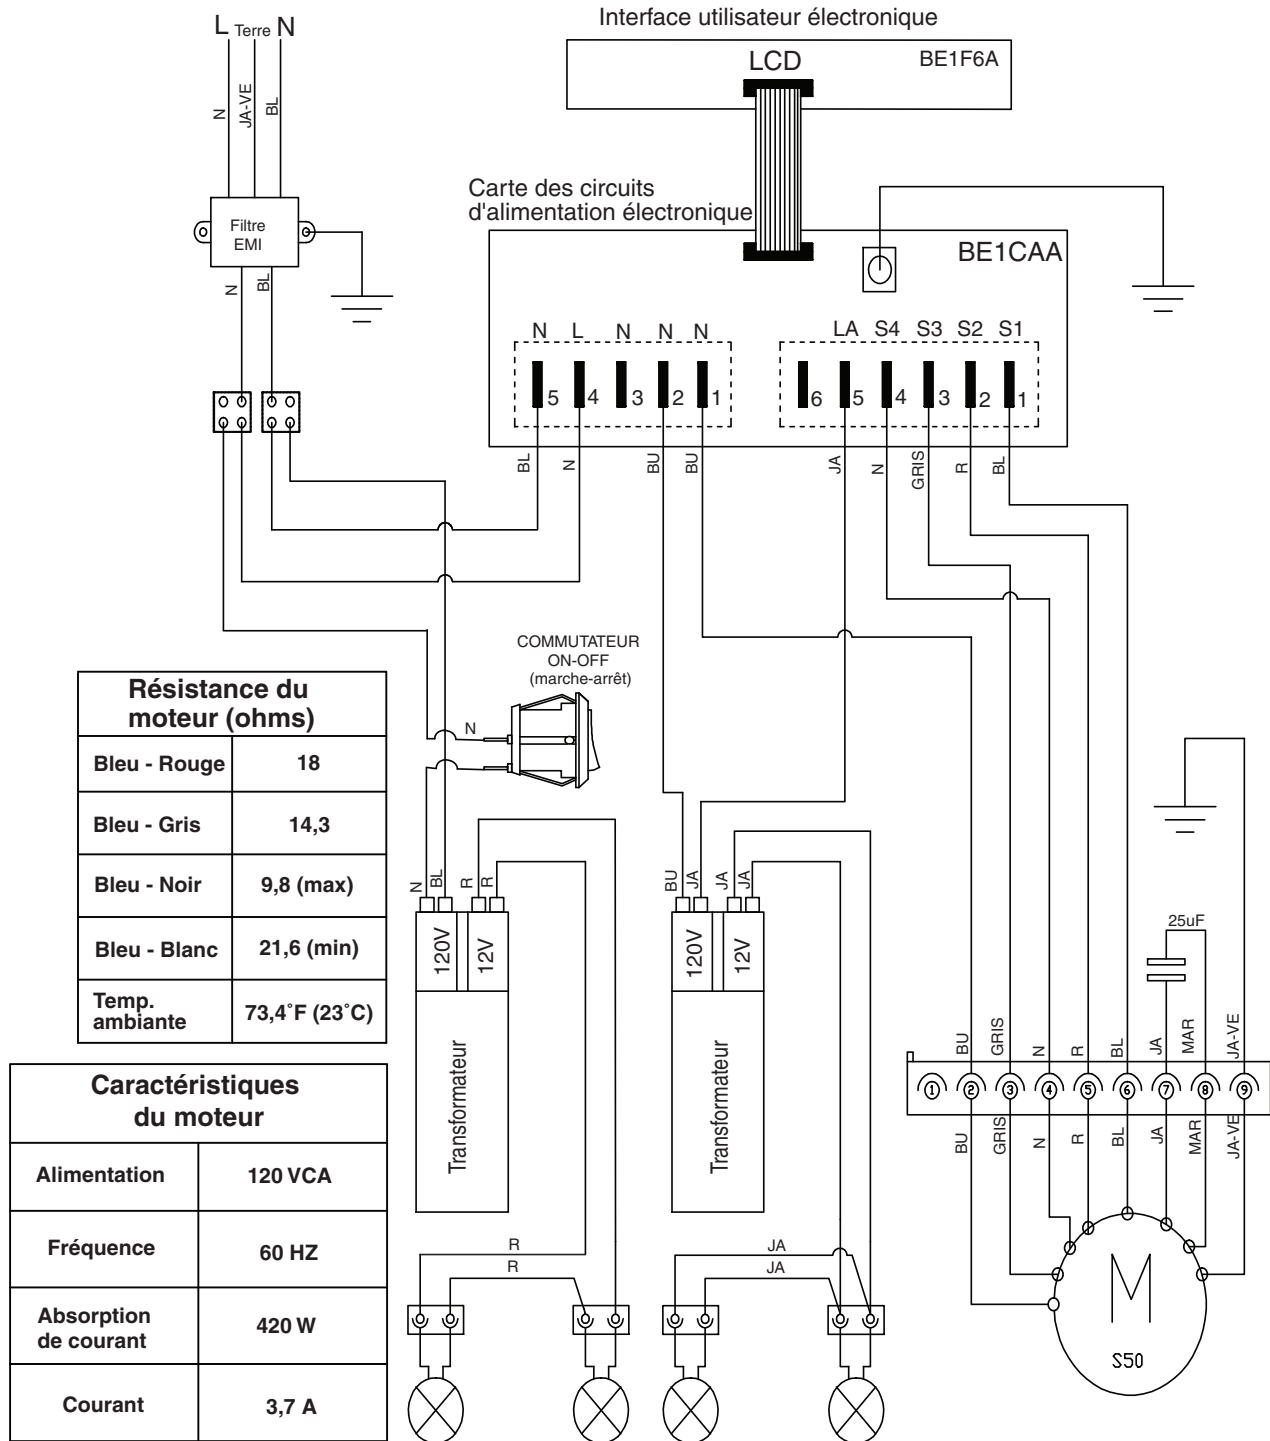 Interface utilisateur électronique
L Terre N
LCD
BE1F6A
N
JA-VE
BL
Carte des circuits
d'alimentation électronique
Filtre
EMI
BE1CAA
N
BL
N L N N N
LA S4 S3 S2 S1
5 4 3 2 1
6 5 4 3 2 1
BL
N
BU
BU
JA
N
GRIS
R
BL
COMMUTATEUR
ON-OFF
(marche-arrêt)
N
Résistance du
moteur (ohms)
Bleu - Rouge 18
Bleu - Gris 14,3
Bleu - Noir 9,8 (max)
Bleu - Blanc 21,6 (min)
Temp.
ambiante 73,4˚F (23˚C)
N
BL
R
R
BU
JA
JA
JA
120V
12V
120V
12V
Transformateur
Transformateur
25uF
BU
GRIS
N
R
BL
JA
MAR
JA-VE
1 2 3 4 5 6 7 8 9
BU
GRIS
N
R
BL
JA
MAR
JA-VE
M
S50
Caractéristiques
du moteur
Alimentation 120 VCA
Fréquence 60 HZ
Absorption
de courant 420 W
Courant 3,7 A
R
R
JA
JA